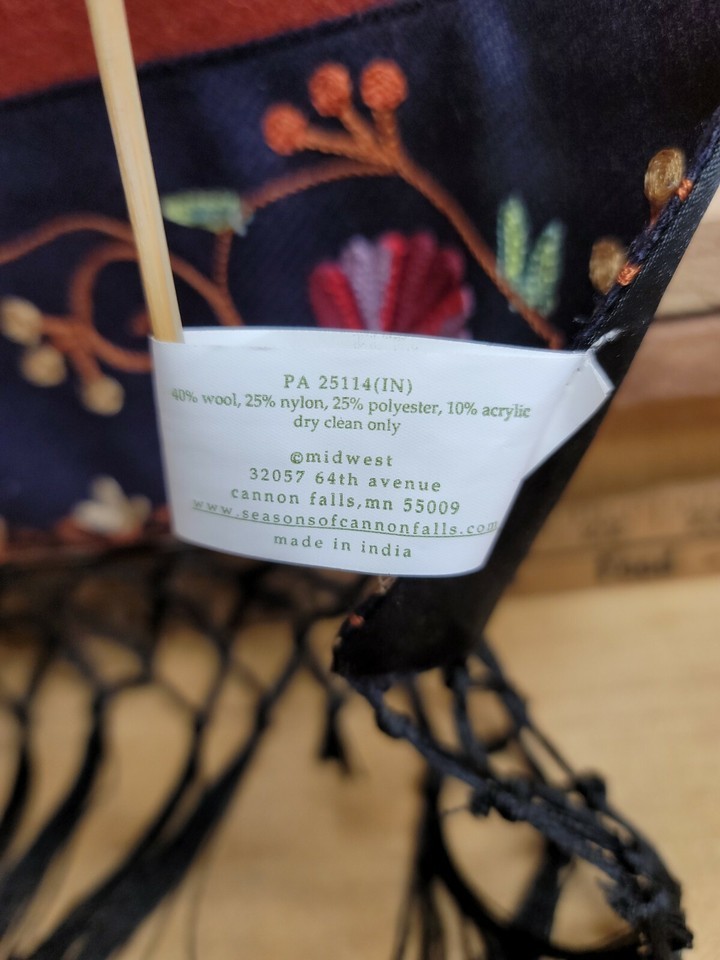 PA 25114(IN)
40% wool, 25% nylon, 25% polyester, 10% acrylic
dry clean only
©midwest
32057 64th avenue
cannon falls,mn 55009
www.seasonsofcannonfalls.com
made in india